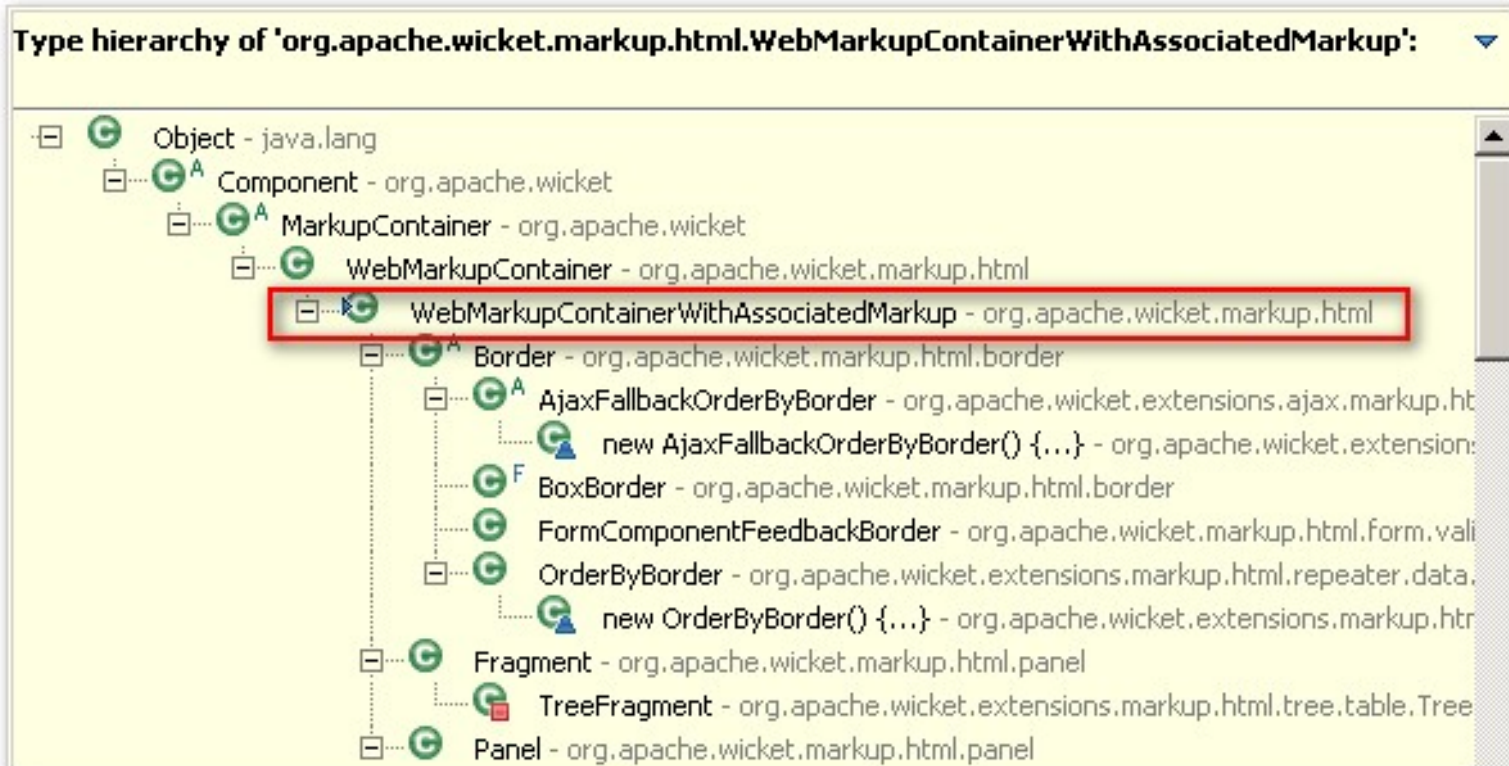 Type hierarchy of 'org.apache.wicket.markup.html.WebMarkupContainerWithAssociatedMarkup':
Object - java.lang
A Component - org.apache.wicket
A MarkupContainer - org.apache.wicket
WebMarkupContainer - org.apache.wicket.markup.html
WebMarkupContainerWithAssociatedMarkup - org.apache.wicket.markup.html
A Border - org.apache.wicket.markup.html.border
A AjaxFallbackOrderByBorder - org.apache.wicket.extensions.ajax.markup.ht
new AjaxFallbackOrderByBorder() {...} - org.apache.wicket.extensions
F BoxBorder - org.apache.wicket.markup.html.border
FormComponentFeedbackBorder - org.apache.wicket.markup.html.form.vali
OrderByBorder - org.apache.wicket.extensions.markup.html.repeater.data.
new OrderByBorder() {...} - org.apache.wicket.extensions.markup.htr
Fragment - org.apache.wicket.markup.html.panel
TreeFragment - org.apache.wicket.extensions.markup.html.tree.table.Tree
Panel - org.apache.wicket.markup.html.panel